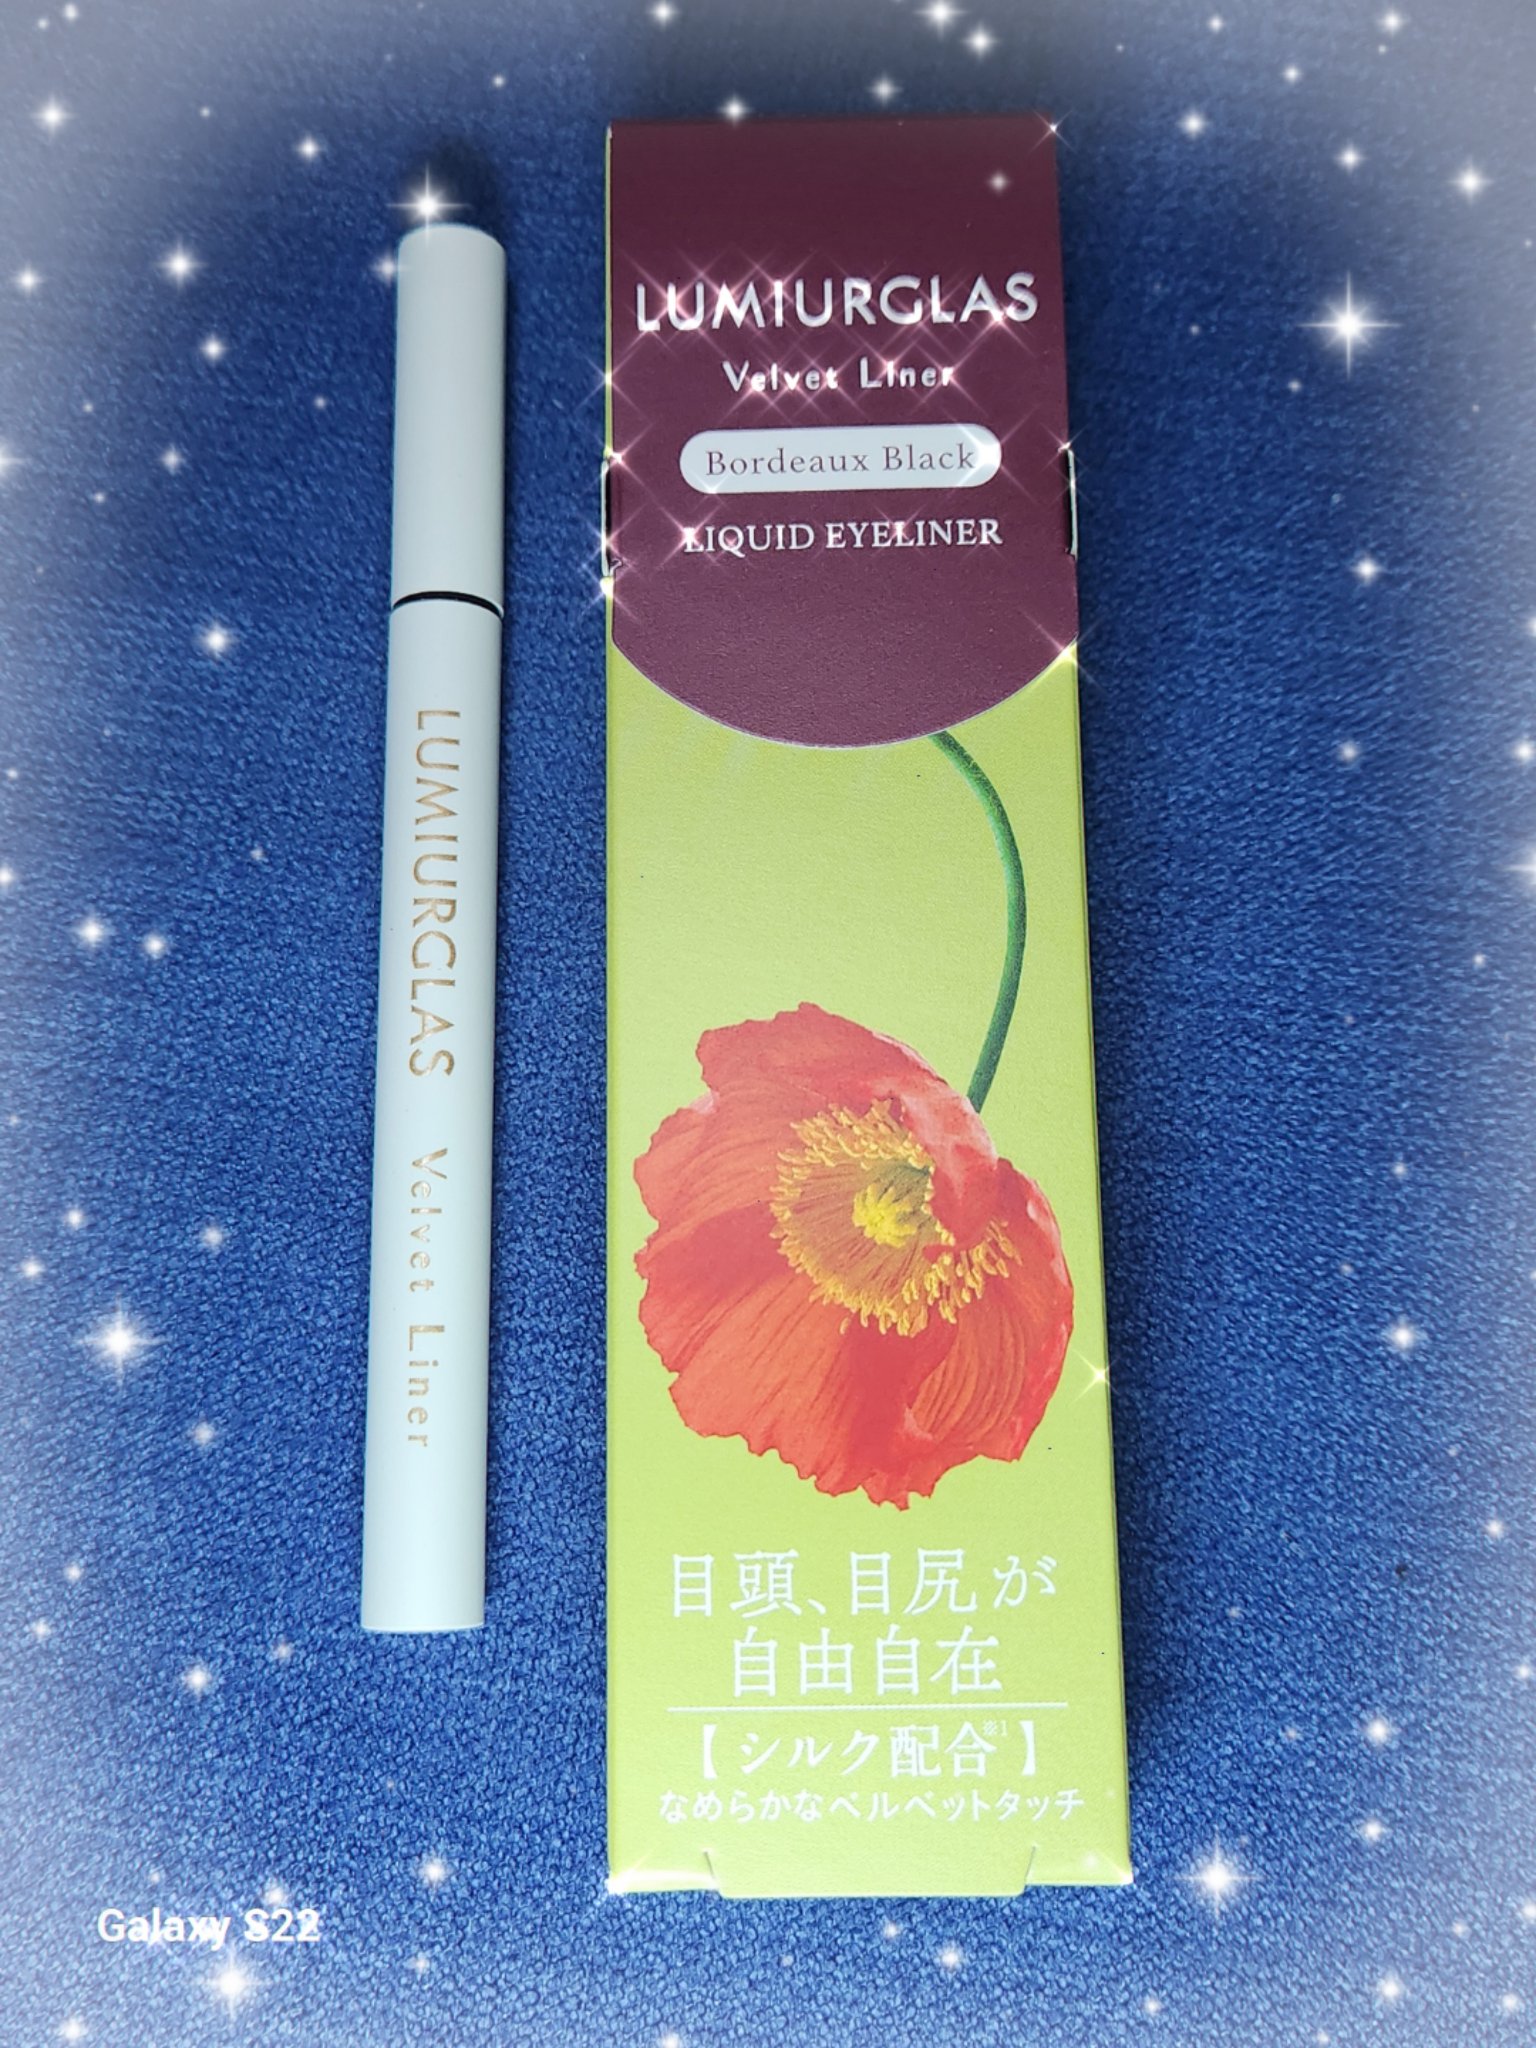 LUMIURGLAS Velvet Liner
LUMIURGLAS
Velvet Liner
Bordeaux Black
LIQUID EYELINER
目頭、目尻が
自由自在
【シルク配合※1】
なめらかなベルベットタッチ
Galaxy S22